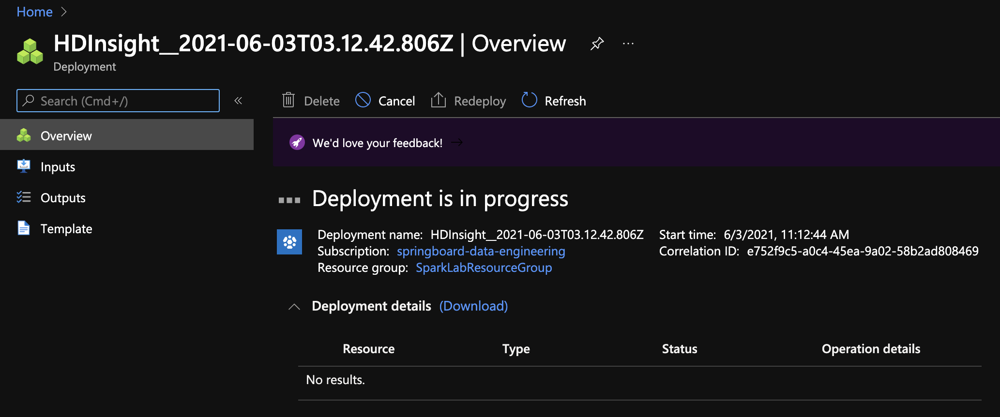 Home >
HDInsight__2021-06-03T03.12.42.806Z | Overview ...
Deployment
Search (Cmd+/) «
Overview
Inputs
Outputs
Template
Delete Cancel Redeploy Refresh
We'd love your feedback! →
Deployment is in progress
Deployment name: HDInsight__2021-06-03T03.12.42.806Z Start time: 6/3/2021, 11:12:44 AM
Subscription: springboard-data-engineering Correlation ID: e752f9c5-a0c4-45ea-9a02-58b2ad808469
Resource group: SparkLabResourceGroup
Deployment details (Download)
Resource Type Status Operation details
No results.